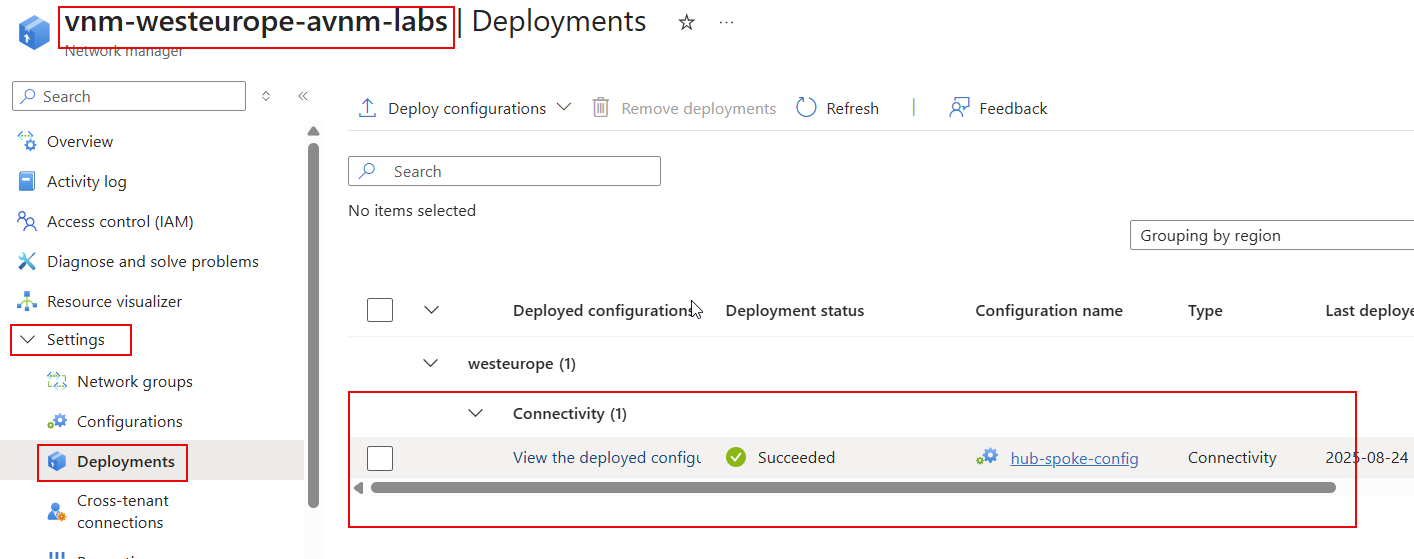 vnm-westeurope-avnm-labs | Deployments
Network manager
Search
Deploy configurations
Remove deployments
Refresh
Feedback
Overview
Activity log
Access control (IAM)
Diagnose and solve problems
Resource visualizer
Settings
Network groups
Configurations
Deployments
Cross-tenant
connections
Search
No items selected
Grouping by region
Deployed configurations Deployment status Configuration name Type Last deploye
westeurope (1)
Connectivity (1)
View the deployed configu Succeeded hub-spoke-config Connectivity 2025-08-24